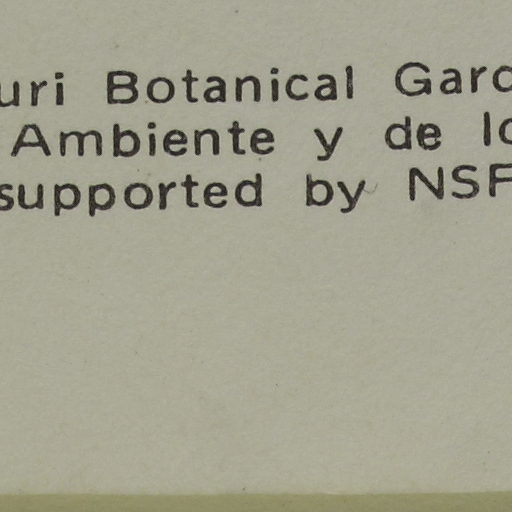 uri Botanical Gard
Ambiente y de lo
supported by NSF